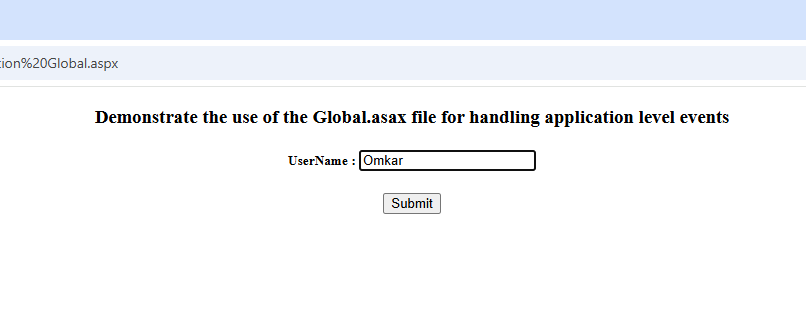 tion%20Global.aspx
Demonstrate the use of the Global.asax file for handling application level events
UserName : Omkar
Submit